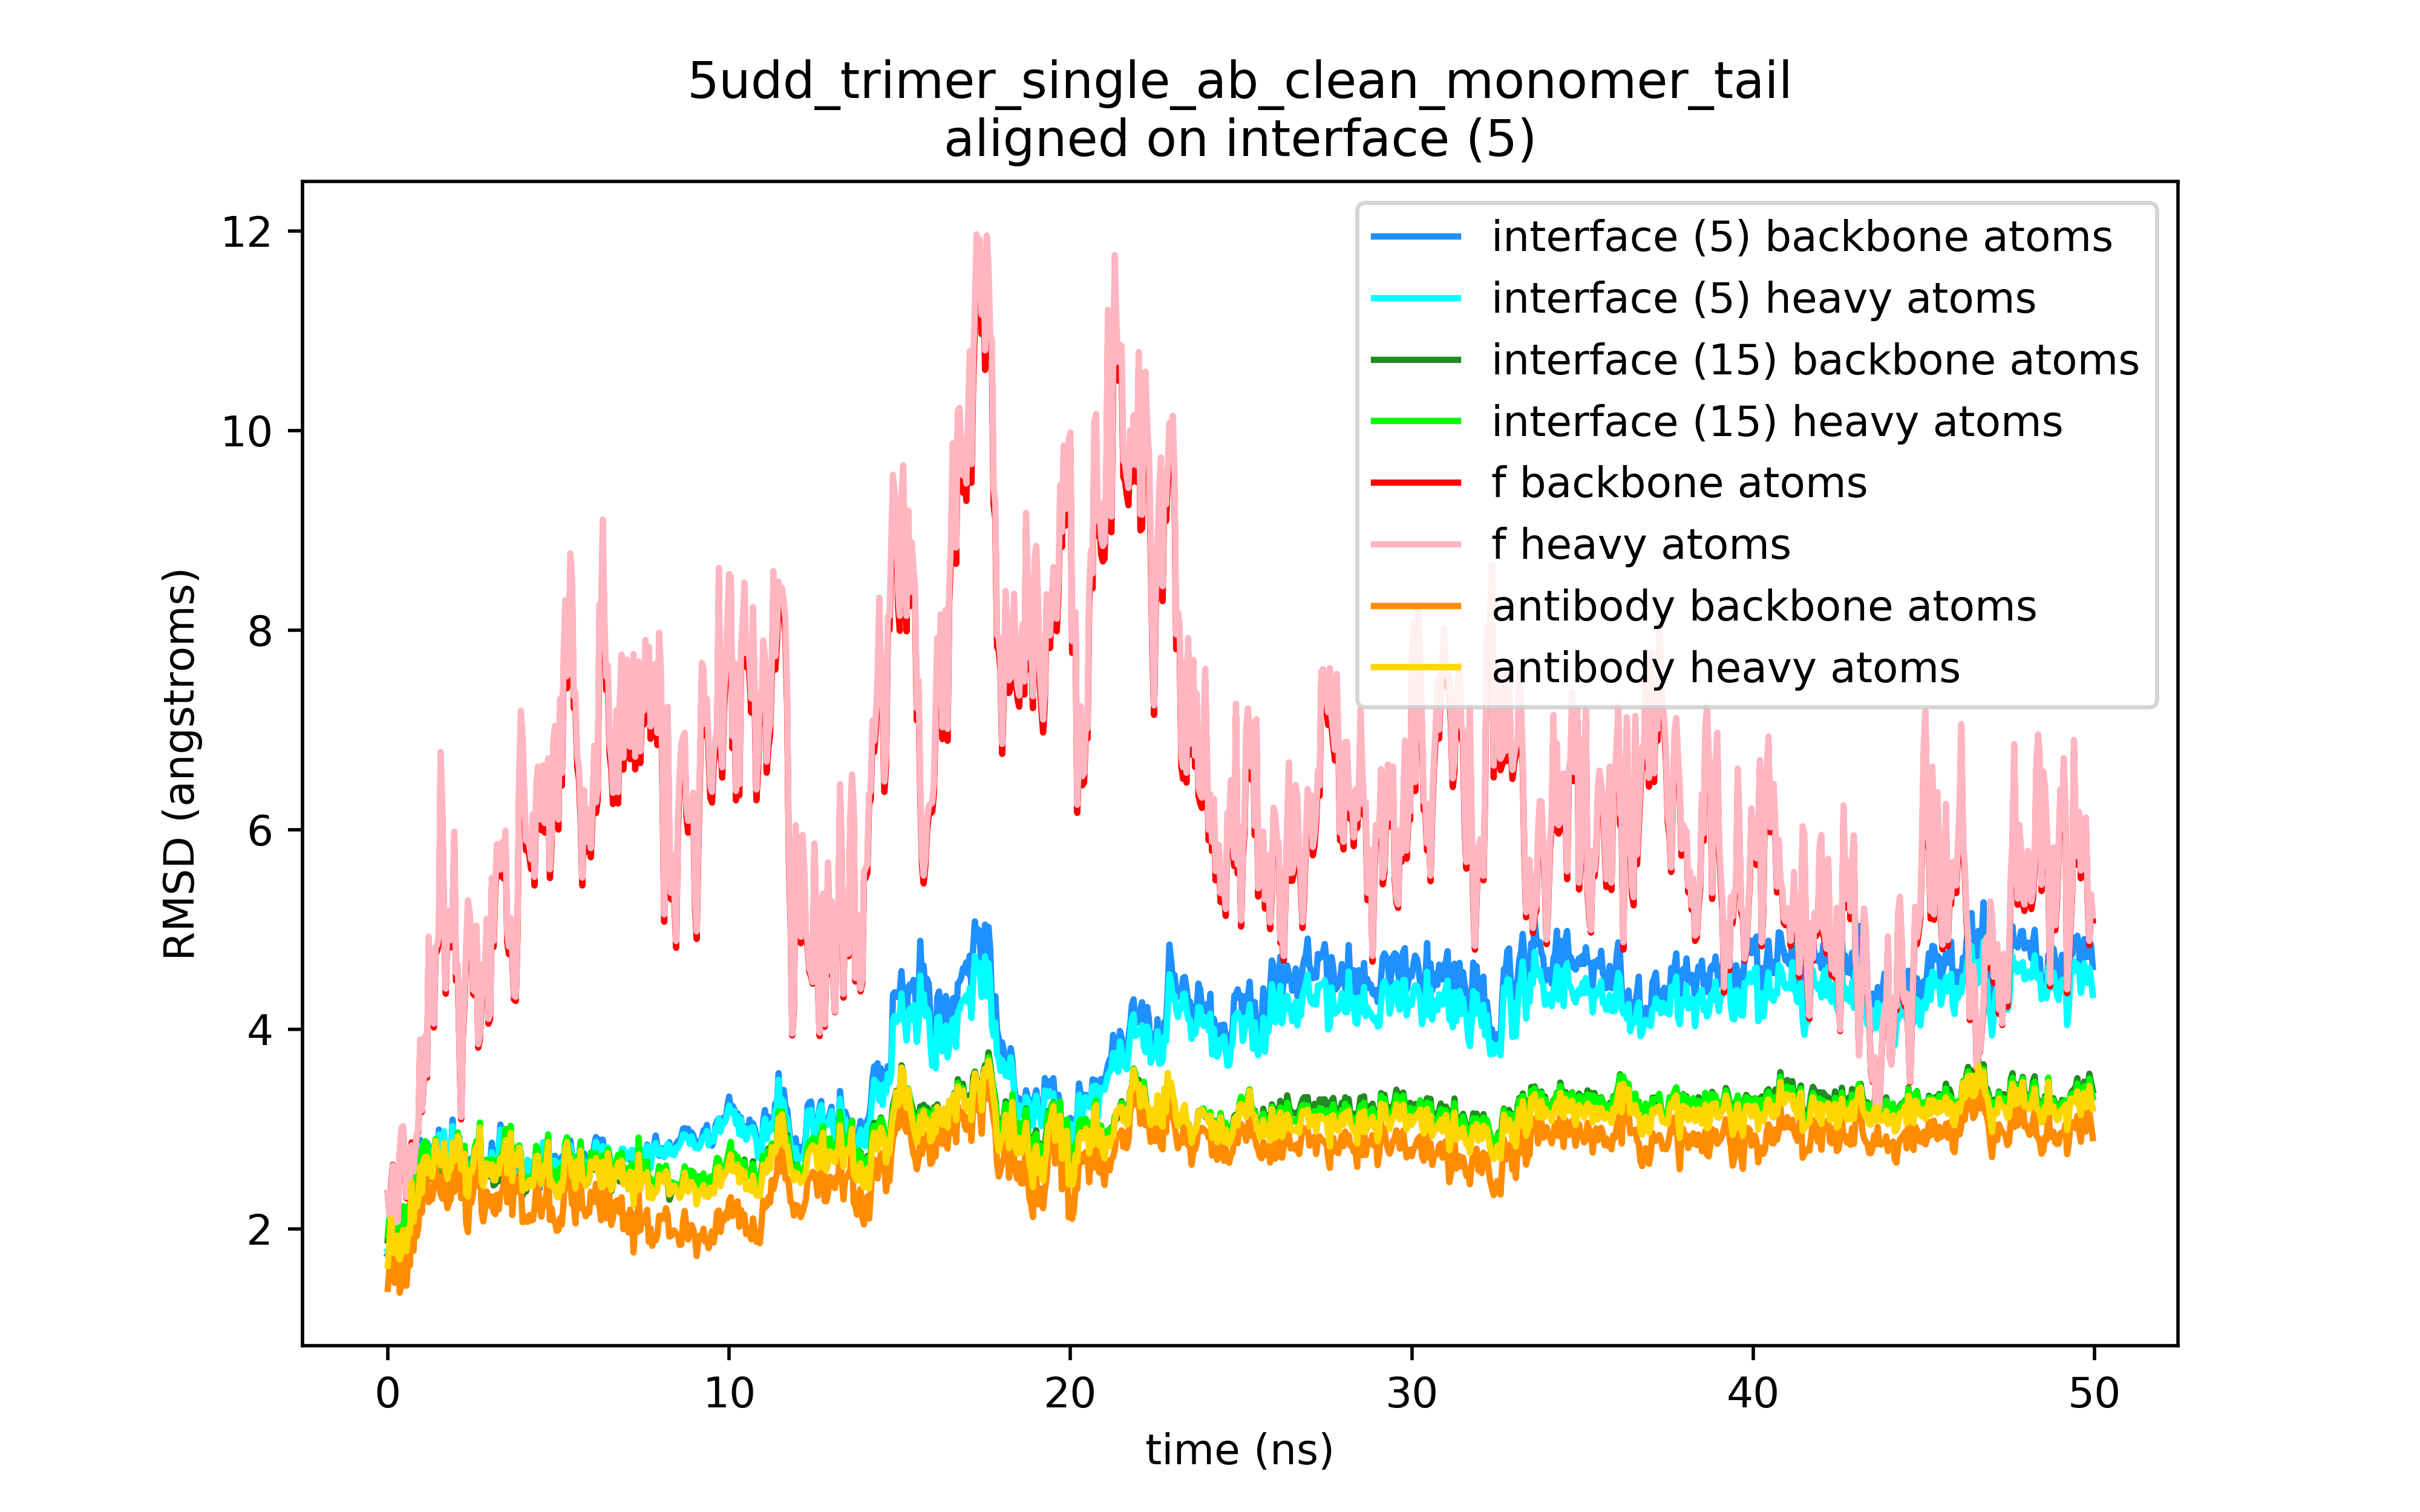 5udd_trimer_single_ab_clean_monomer_tail
aligned on interface (5)
12
10
8
6
4
2
RMSD (angstroms)
interface (5) backbone atoms
interface (5) heavy atoms
interface (15) backbone atoms
interface (15) heavy atoms
f backbone atoms
f heavy atoms
antibody backbone atoms
antibody heavy atoms
0 10 20 30 40 50
time (ns)